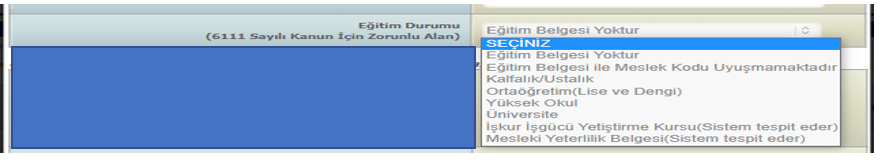 Eğitim Durumu
(6111 Sayılı Kanun İçin Zorunlu Alan)
Eğitim Belgesi Yoktur
SEÇİNİZ
Eğitim Belgesi Yoktur
Eğitim Belgesi ile Meslek Kodu Uyuşmamaktadır
Kalfalık/Ustalık
Ortaöğretim(Lise ve Dengi)
Yüksek Okul
Üniversite
İşkur İşgücü Yetiştirme Kursu(Sistem tespit eder)
Mesleki Yeterlilik Belgesi(Sistem tespit eder)